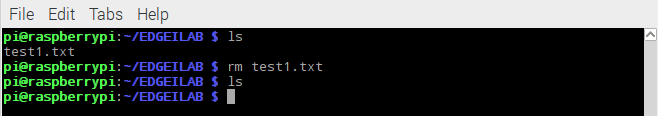 File Edit Tabs Help
pi@raspberrypi:~/EDGEILAB $ ls
test1.txt
pi@raspberrypi:~/EDGEILAB $ rm test1.txt
pi@raspberrypi:~/EDGEILAB $ ls
pi@raspberrypi:~/EDGEILAB $